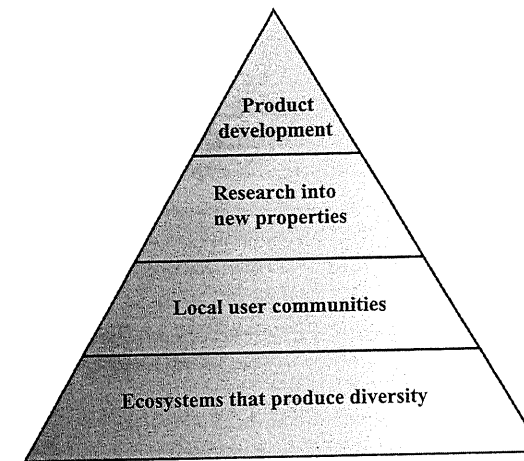 Product
development
Research into
new properties
Local user communities
Ecosystems that produce diversity